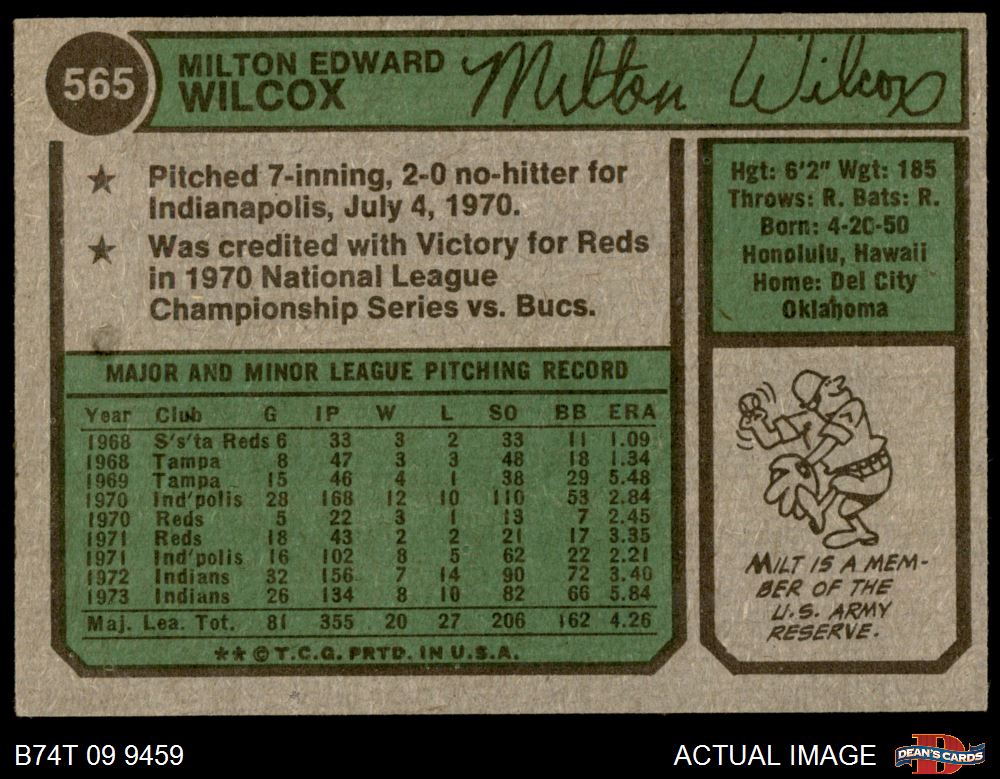 565
MILTON EDWARD
WILCOX
Milton Wilcox
★ Pitched 7-inning, 2-0 no-hitter for
Indianapolis, July 4, 1970.
★ Was credited with Victory for Reds
in 1970 National League
Championship Series vs. Bucs.
Hgt: 6'2" Wgt: 185
Throws: R. Bats: R.
Born: 4-20-50
Honolulu, Hawaii
Home: Del City
Oklahoma
MAJOR AND MINOR LEAGUE PITCHING RECORD
Year Club G IP W L SO BB ERA
1968 S's'ta Reds 6 33 3 2 33 11 1.09
1968 Tampa 8 47 3 3 48 18 1.34
1969 Tampa 15 46 4 1 38 29 5.48
1970 Ind'polis 28 168 12 10 110 53 2.84
1970 Reds 5 22 3 1 13 7 2.45
1971 Reds 18 43 2 2 21 17 3.35
1971 Ind'polis 16 102 8 5 62 22 2.21
1972 Indians 32 156 7 14 90 72 3.40
1973 Indians 26 134 8 10 82 66 5.84
Maj. Lea. Tot. 81 355 20 27 206 162 4.26
★★ © T.C.G. PRTD. IN U.S.A.
MILT IS A MEM-
BER OF THE
U.S. ARMY
RESERVE.
B74T 09 9459
ACTUAL IMAGE
D
DEAN'S CARDS